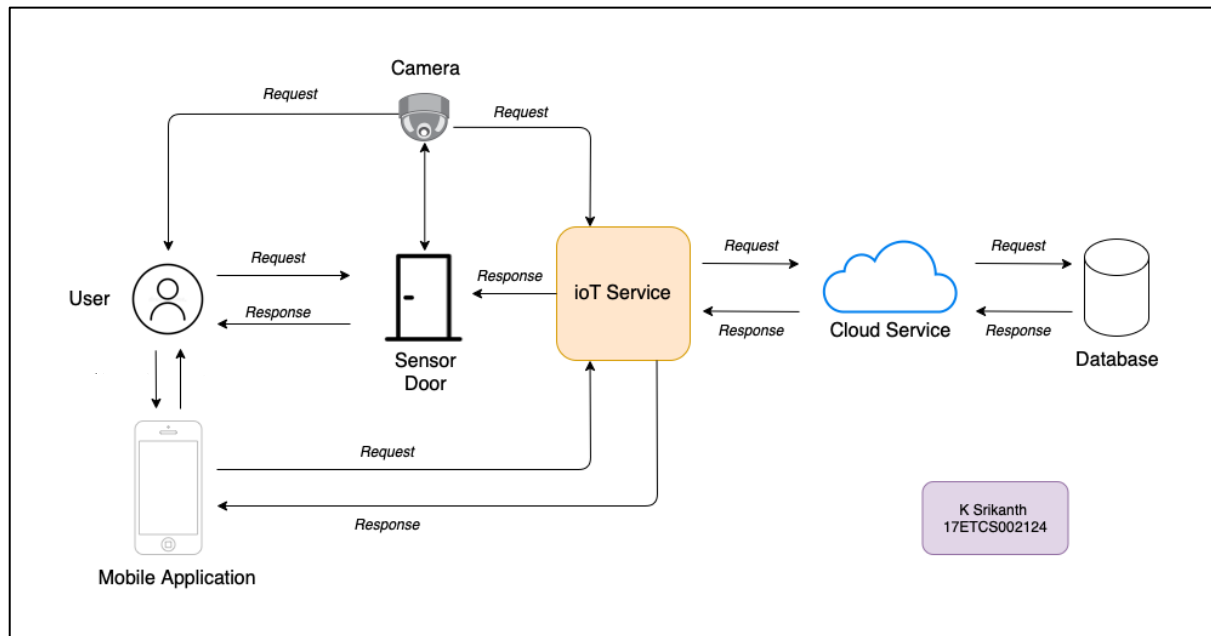 Camera
Request
Request
User
Request
Response
Sensor
Door
Response
ioT Service
Request
Response
Cloud Service
Request
Response
Database
Request
Response
Mobile Application
K Srikanth
17ETCS002124